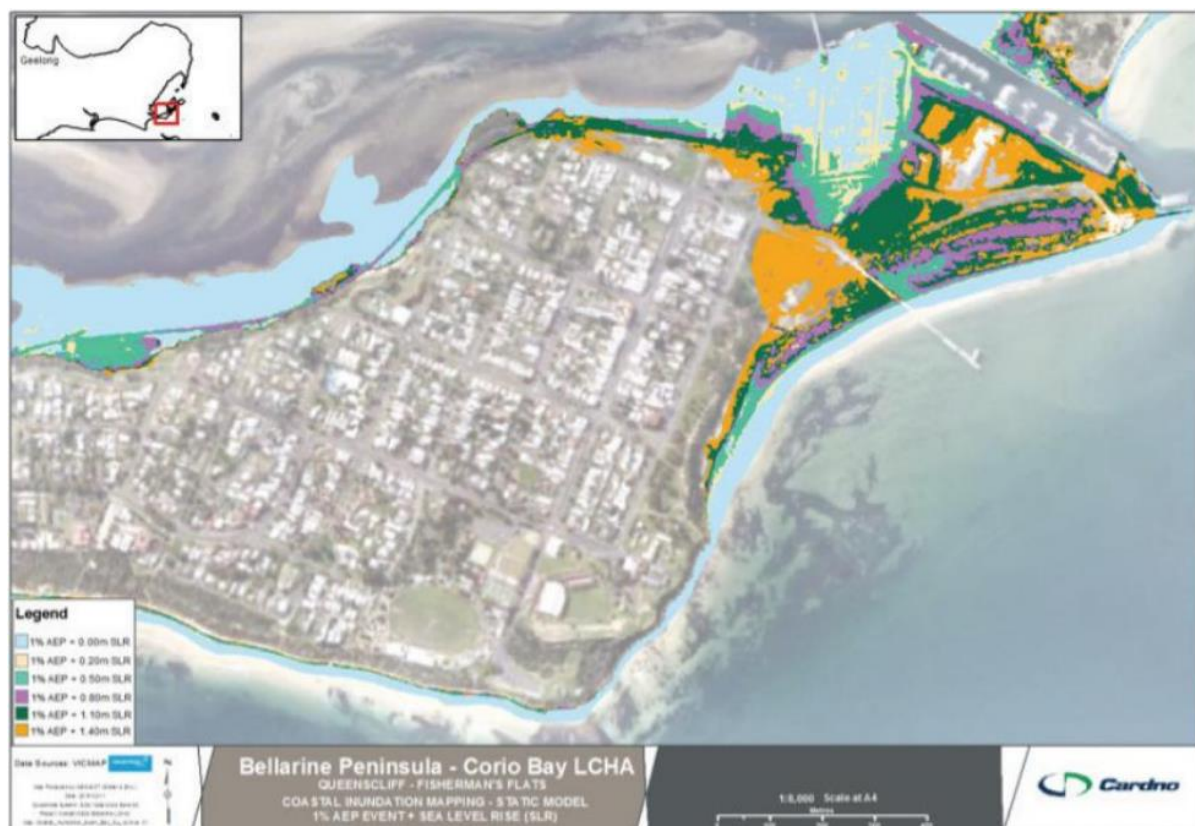 Geelong
Legend
1% AEP + 0.00m SLR
1% AEP + 0.20m SLR
1% AEP + 0.50m SLR
1% AEP + 0.80m SLR
1% AEP + 1.10m SLR
1% AEP + 1.40m SLR
Data Sources: VICMAP
Bellarine Peninsula - Corio Bay LCHA
QUEENSCLIFF - FISHERMAN'S FLATS
COASTAL INUNDATION MAPPING - STATIC MODEL
1% AEP EVENT + SEA LEVEL RISE (SLR)
1:8,000 Scale at A4
Metres
Cardno